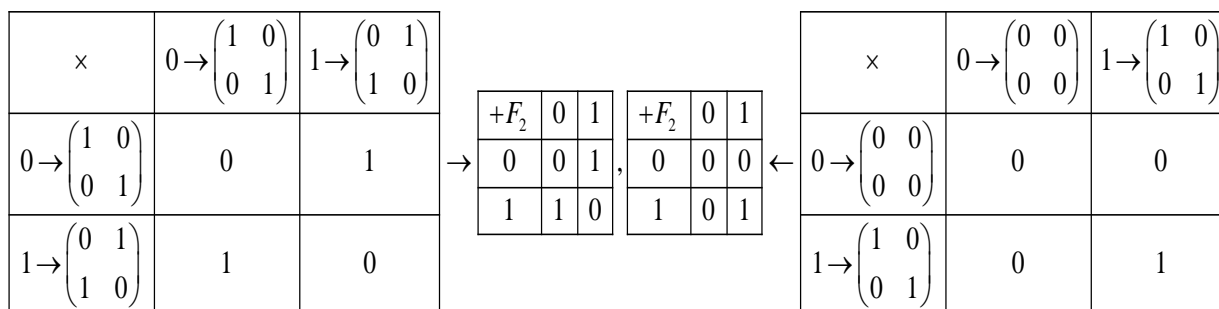 × | 0 → (1 0; 0 1) | 1 → (0 1; 1 0)
0 → (1 0; 0 1) | 0 | 1
1 → (0 1; 1 0) | 1 | 0
→
+F₂ | 0 | 1
0 | 0 | 1
1 | 1 | 0
,
+F₂ | 0 | 1
0 | 0 | 0
1 | 0 | 1
←
× | 0 → (0 0; 0 0) | 1 → (1 0; 0 1)
0 → (0 0; 0 0) | 0 | 0
1 → (1 0; 0 1) | 0 | 1